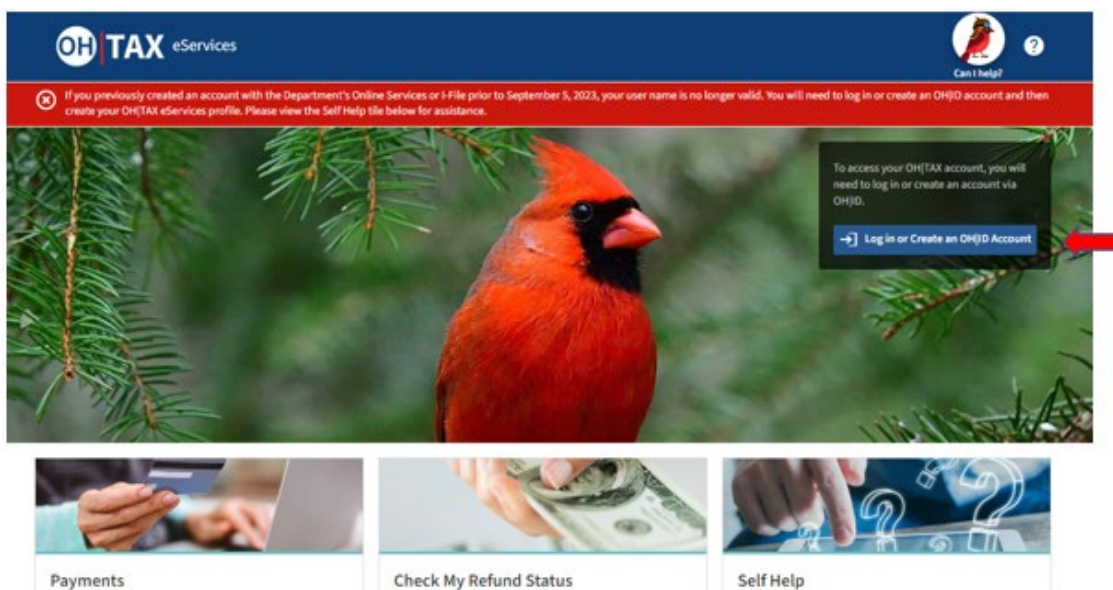 OH|TAX eServices
Can I help?
?
If you previously created an account with the Department's Online Services or I-File prior to September 5, 2023, your user name is no longer valid. You will need to log in or create an OH|ID account and then
create your OH|TAX eServices profile. Please view the Self Help tile below for assistance.
To access your OH|TAX account, you will
need to log in or create an account via
OH|ID.
Log in or Create an OH|ID Account
Payments
Check My Refund Status
Self Help